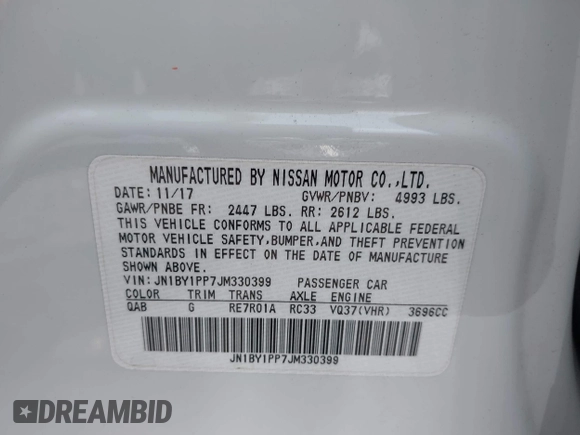 MANUFACTURED BY NISSAN MOTOR CO.,LTD.
DATE: 11/17 GVWR/PNBV: 4993 LBS.
GAWR/PNBE FR: 2447 LBS. RR: 2612 LBS.
THIS VEHICLE CONFORMS TO ALL APPLICABLE FEDERAL
MOTOR VEHICLE SAFETY,BUMPER,AND THEFT PREVENTION
STANDARDS IN EFFECT ON THE DATE OF MANUFACTURE
SHOWN ABOVE.
VIN: JN1BY1PP7JM330399 PASSENGER CAR
COLOR TRIM TRANS AXLE ENGINE
QAB G RE7R01A RC33 VQ37(VHR) 3696CC
JN1BY1PP7JM330399
DREAMBID